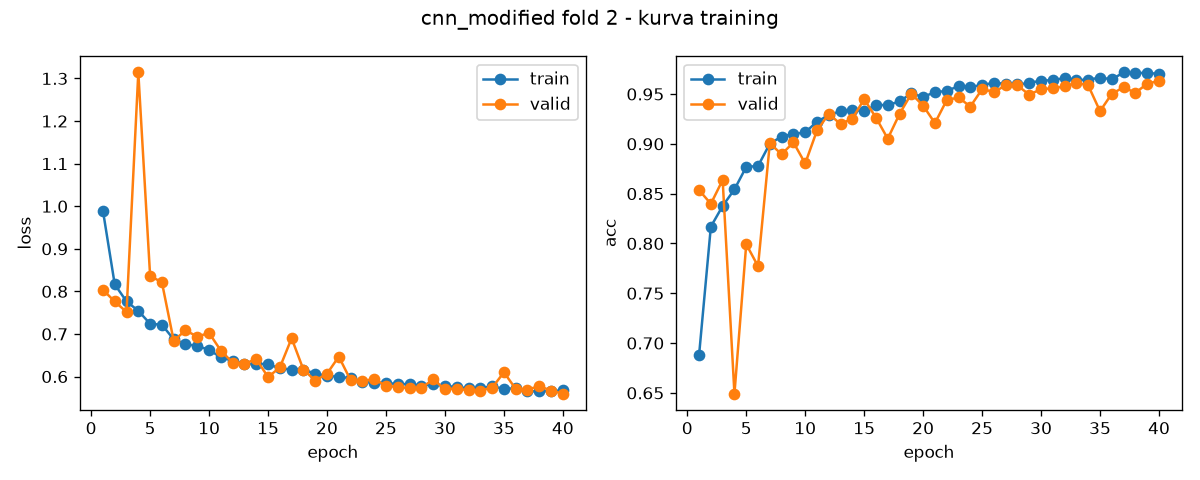 cnn_modified fold 2 - kurva training
train
valid
loss
1.3
1.2
1.1
1.0
0.9
0.8
0.7
0.6
0 5 10 15 20 25 30 35 40
epoch
train
valid
acc
0.95
0.90
0.85
0.80
0.75
0.70
0.65
0 5 10 15 20 25 30 35 40
epoch